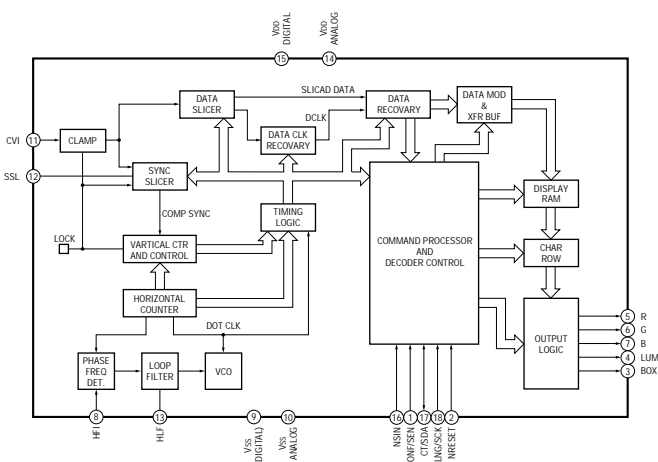 VDD
DIGITAL
VDD
ANALOG
15
14
SLICAD DATA
DATA
SLICER
DATA
RECOVERY
DATA MOD
&
XFR BUF
DCLK
DATA CLK
RECOVERY
CVI 11
CLAMP
SSL 12
SYNC
SLICER
COMP SYNC
TIMING
LOGIC
DISPLAY
RAM
LOCK
VARTICAL CTR
AND CONTROL
COMMAND PROCESSOR
AND
DECODER CONTROL
CHAR
ROW
HORIZONTAL
COUNTER
DOT CLK
OUTPUT
LOGIC
5 R
6 G
7 B
4 LUM
3 BOX
PHASE
FREQ
DET.
LOOP
FILTER
VCO
8
13
9
10
16
1
17
18
2
HFI
HLF
VSS
DIGITAL)
VSS
ANALOG
NSIN
ONF/SEN
CT/SDA
LNG/SCK
NRESET